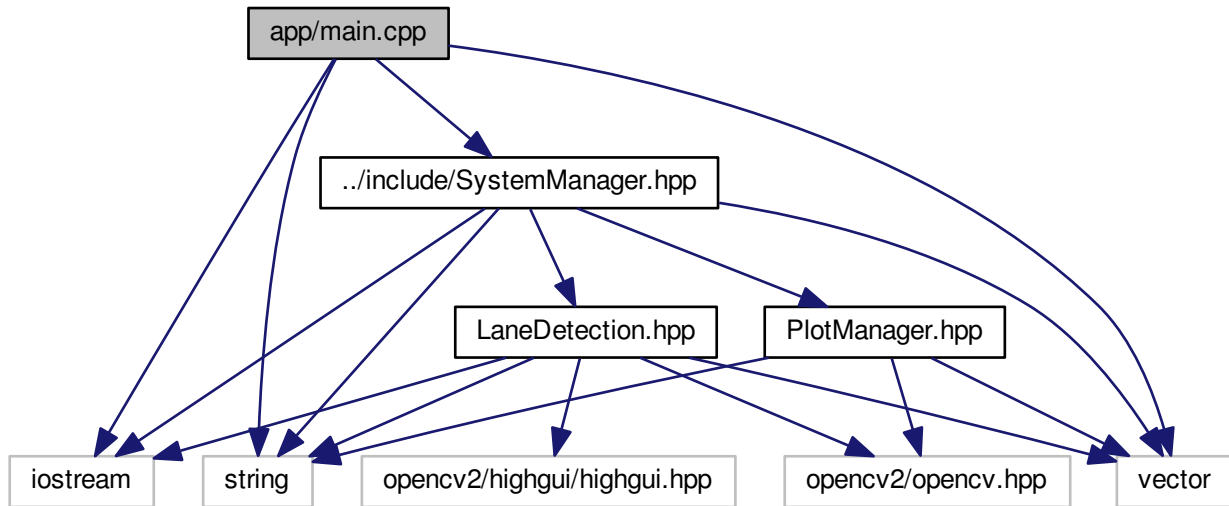 app/main.cpp
../include/SystemManager.hpp
LaneDetection.hpp
PlotManager.hpp
iostream
string
opencv2/highgui/highgui.hpp
opencv2/opencv.hpp
vector